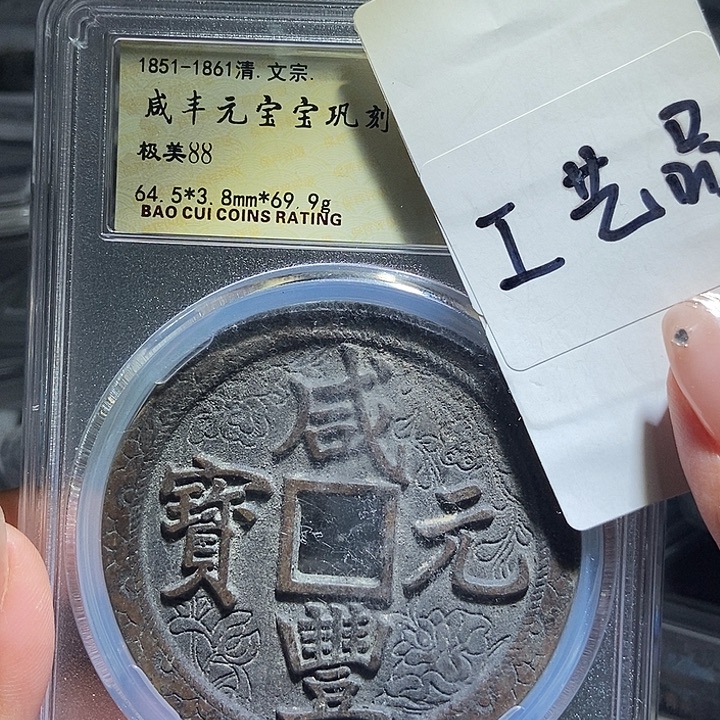 1851-1861清.文宗.
咸丰元宝宝巩刻
极美88
64.5*3.8mm*69.9g
BAO CUI COINS RATING
工艺品
咸
寶 元
豐